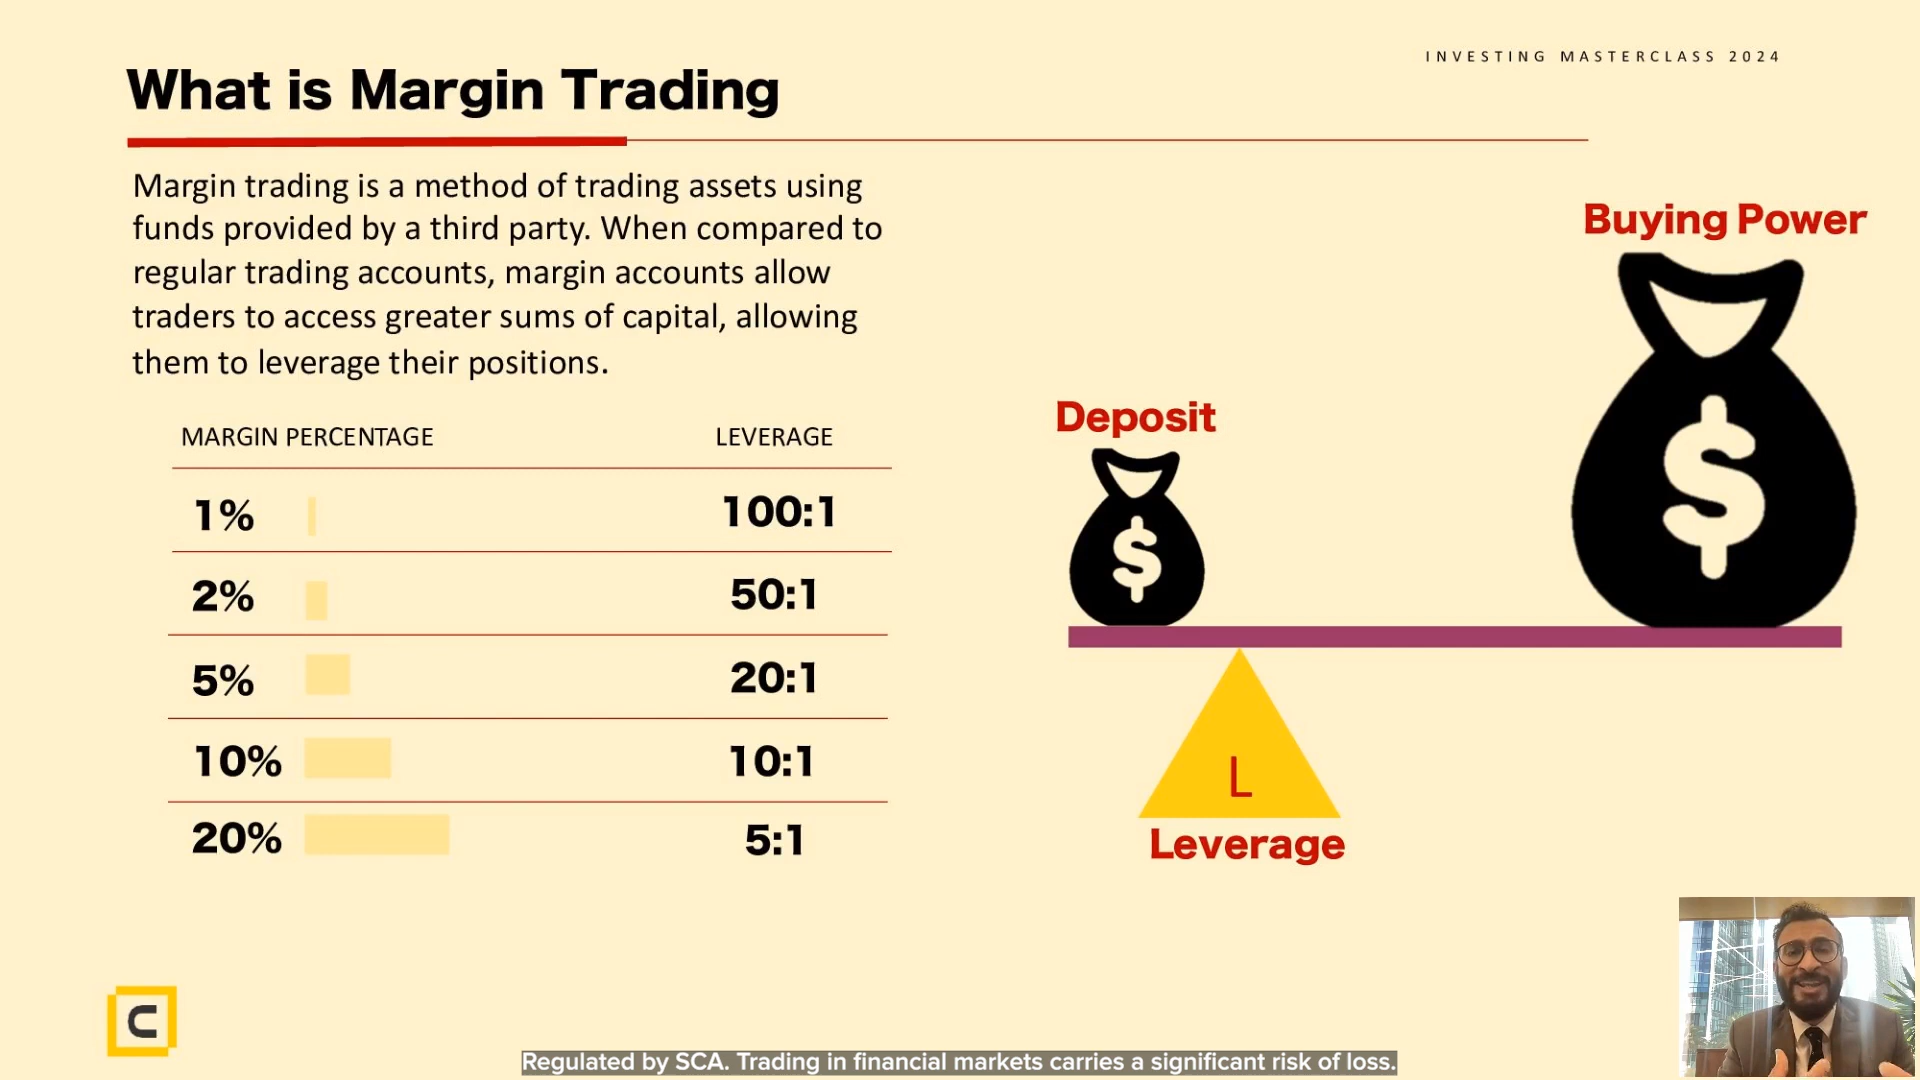 INVESTING MASTERCLASS 2024
What is Margin Trading
Margin trading is a method of trading assets using
funds provided by a third party. When compared to
regular trading accounts, margin accounts allow
traders to access greater sums of capital, allowing
them to leverage their positions.
MARGIN PERCENTAGE LEVERAGE
1% 100:1
2% 50:1
5% 20:1
10% 10:1
20% 5:1
Buying Power
$
Deposit
$
L
Leverage
C
Regulated by SCA. Trading in financial markets carries a significant risk of loss.